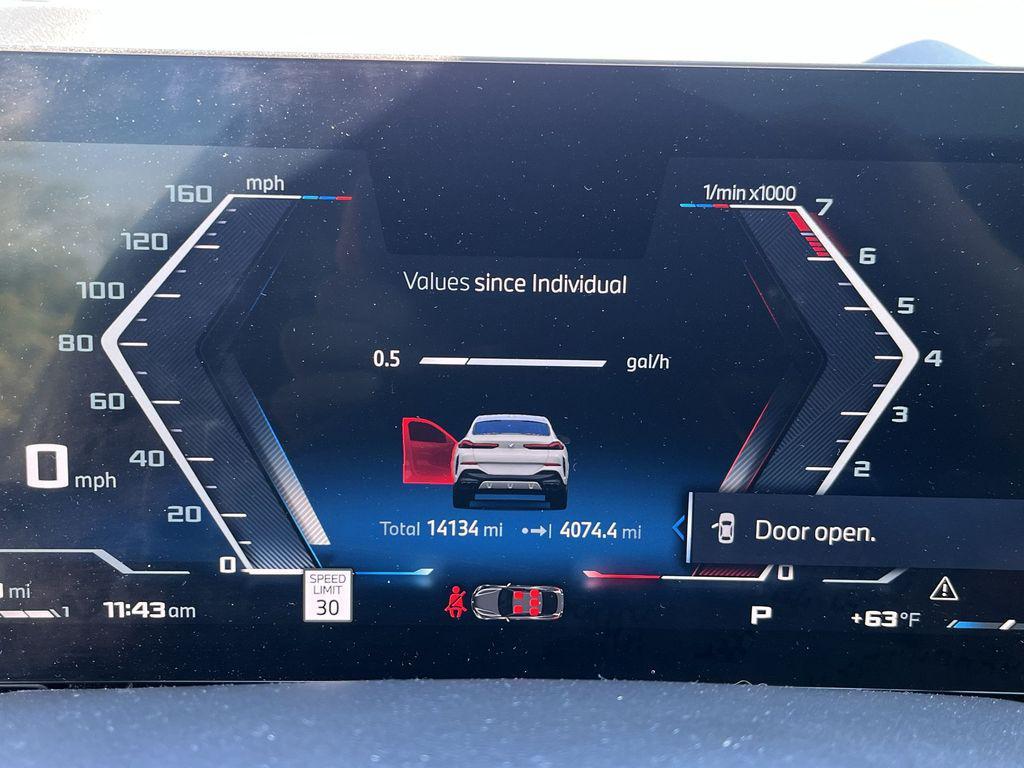 160 mph
1/min x1000 7
120
6
Values since Individual
100
5
80
0.5 gal/h
4
60
3
0 mph
40
2
20
Total 14134 mi 4074.4 mi
Door open.
0
0
SPEED
LIMIT
30
mi
1
11:43 am
P
+63°F